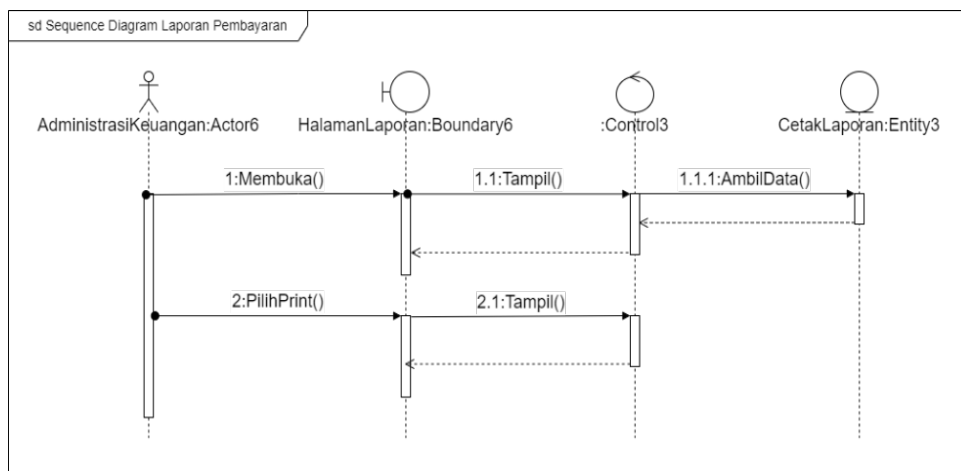 sd Sequence Diagram Laporan Pembayaran
AdministrasiKeuangan:Actor6
HalamanLaporan:Boundary6
:Control3
CetakLaporan:Entity3
1:Membuka()
1.1:Tampil()
1.1.1:AmbilData()
2:PilihPrint()
2.1:Tampil()